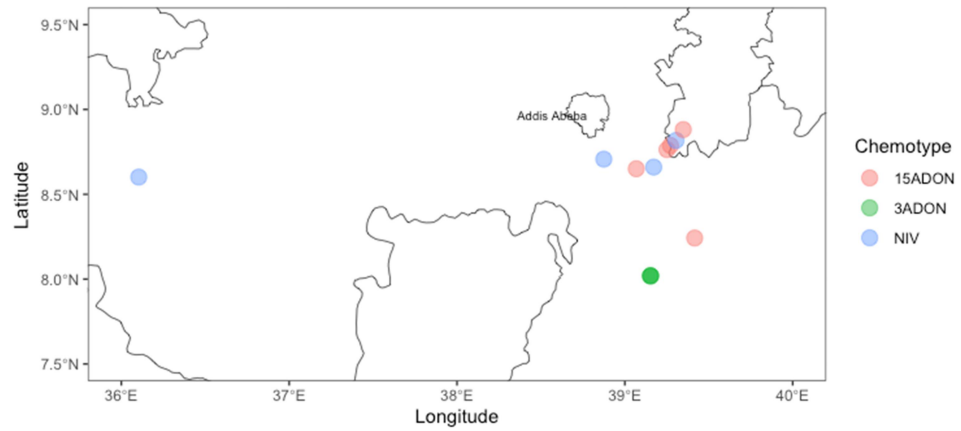 9.5°N
9.0°N
8.5°N
8.0°N
7.5°N
Latitude
Addis Ababa
36°E
37°E
38°E
39°E
40°E
Longitude
Chemotype
15ADON
3ADON
NIV